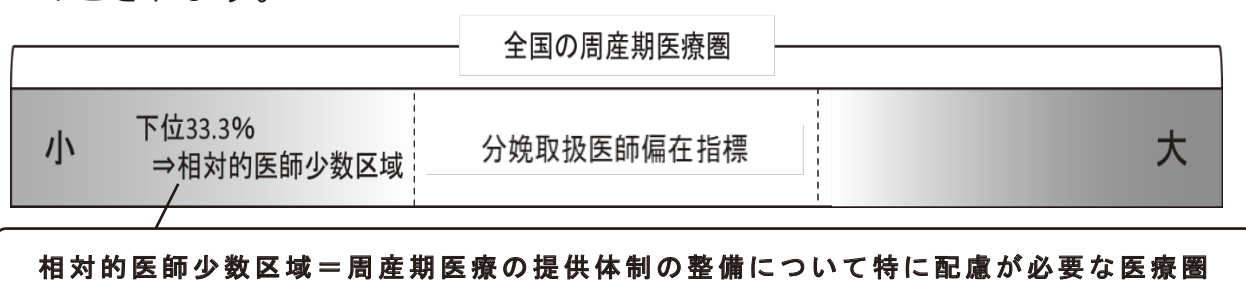 全国の周産期医療圏
小
下位33.3%
⇒相対的医師少数区域
分娩取扱医師偏在指標
大
相対的医師少数区域＝周産期医療の提供体制の整備について特に配慮が必要な医療圏